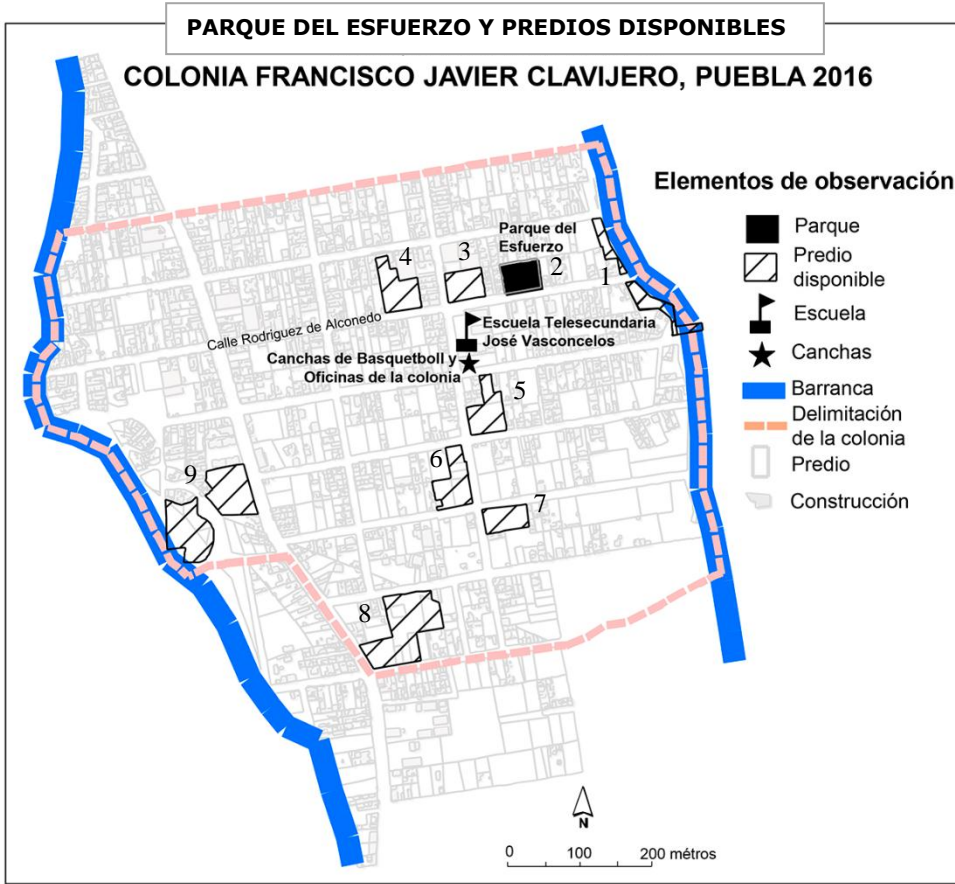 PARQUE DEL ESFUERZO Y PREDIOS DISPONIBLES
COLONIA FRANCISCO JAVIER CLAVIJERO, PUEBLA 2016
Elementos de observación
Parque
Predio
disponible
Escuela
Canchas
Barranca
Delimitación
de la colonia
Predio
Construcción
Parque del
Esfuerzo
4
3
2
1
Calle Rodriguez de Alconedo
Escuela Telesecundaria
José Vasconcelos
Canchas de Basquetboll y
Oficinas de la colonia
5
6
9
7
8
N
0 100 200 métros